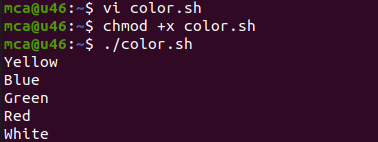 mca@u46:~$ vi color.sh
mca@u46:~$ chmod +x color.sh
mca@u46:~$ ./color.sh
Yellow
Blue
Green
Red
White